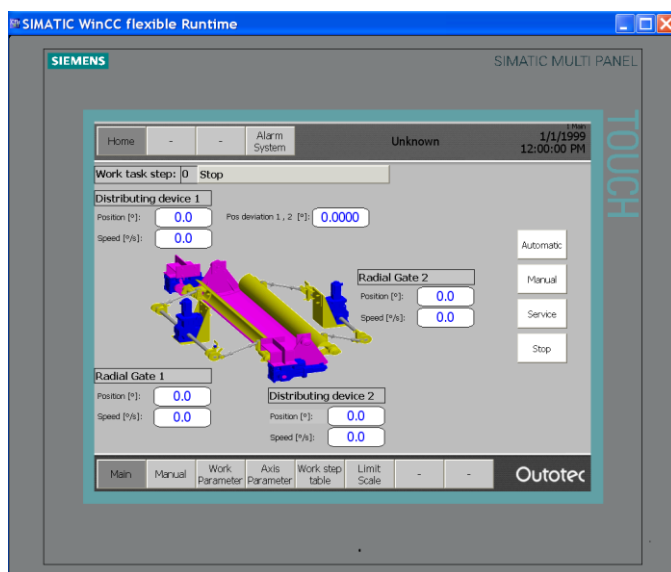 SIMATIC WinCC flexible Runtime
SIEMENS
SIMATIC MULTI PANEL
TOUCH
Home
-
-
Alarm
System
Unknown
1 Main
1/1/1999
12:00:00 PM
Work task step: 0 Stop
Distributing device 1
Position [°]: 0.0 Pos deviation 1 , 2 [°]: 0.0000
Speed [°/s]: 0.0
Automatic
Manual
Service
Stop
Radial Gate 2
Position [°]: 0.0
Speed [°/s]: 0.0
Radial Gate 1
Position [°]: 0.0
Speed [°/s]: 0.0
Distributing device 2
Position [°]: 0.0
Speed [°/s]: 0.0
Main
Manual
Work
Parameter
Axis
Parameter
Work step
table
Limit
Scale
-
-
Outotec